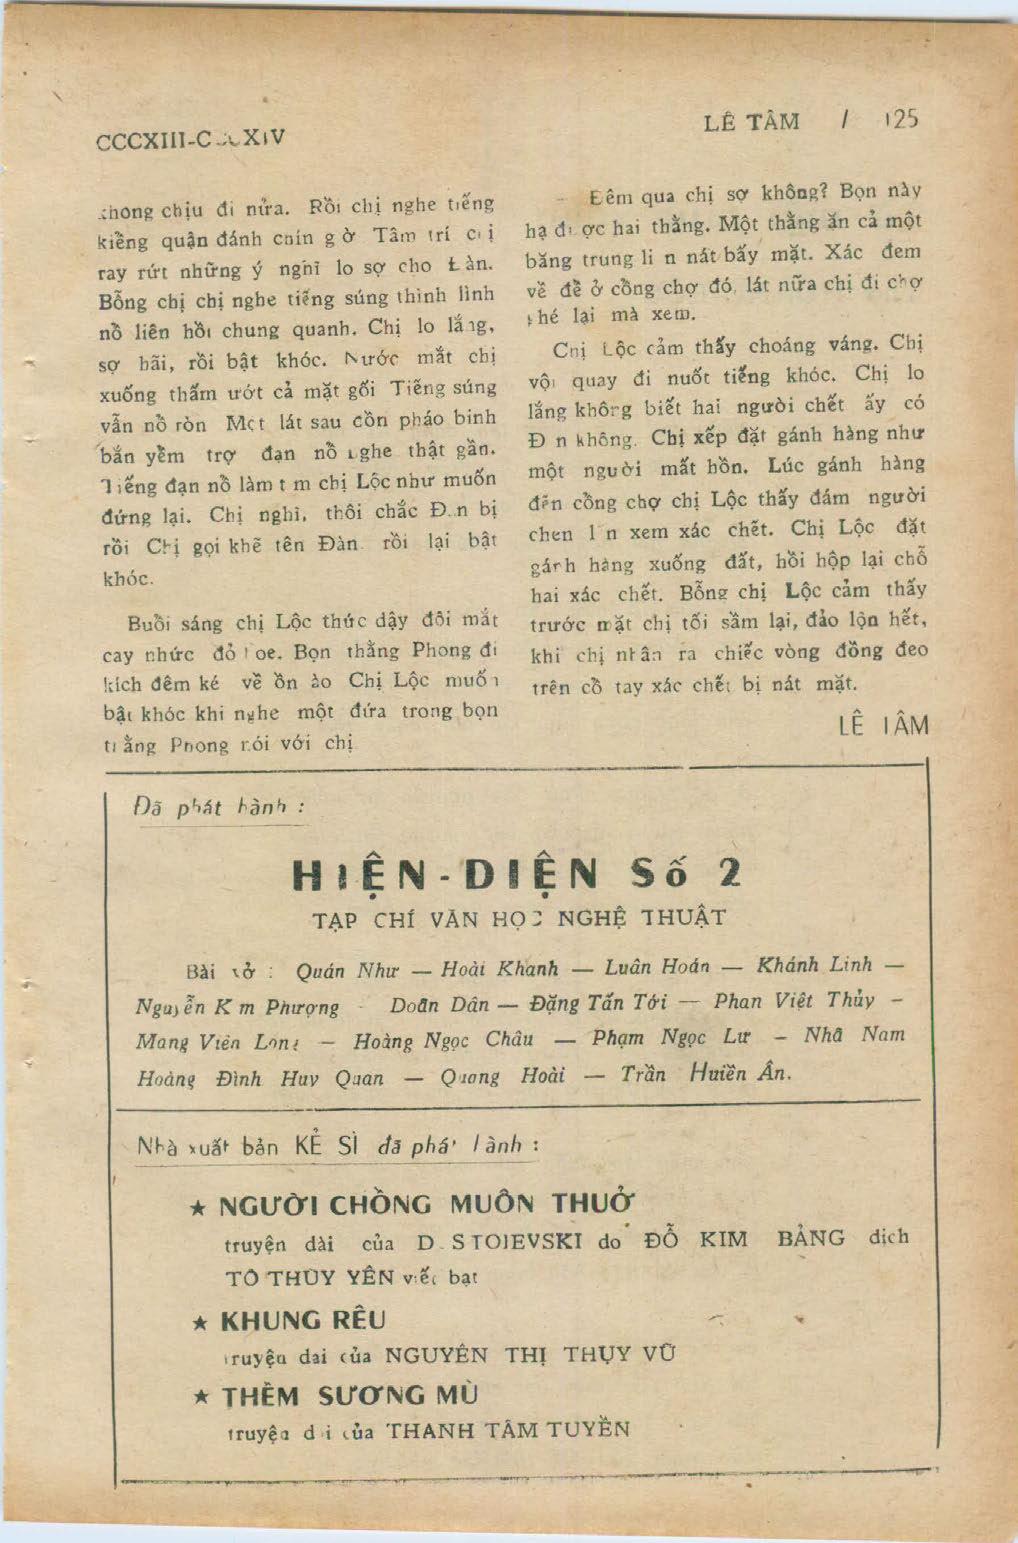 CCCXIII-CCCXIV
LÊ TÂM / 125
không chịu đi nửa. Rồi chị nghe tiếng
kiềng quận đánh gờ Tâm trí chị
ray rứt những ý nghĩ lo sợ cho Đàn.
Bỗng chị chị nghe tiếng súng thình lình
nổ liên hồi chung quanh. Chị lo lắng,
sợ hãi, rồi bật khóc. Nước mắt chị
xuống thấm ướt cả mặt gối Tiếng súng
vẫn nổ ròn Một lát sau đồn pháo binh
bắn yểm trợ đạn nổ nghe thật gần.
Tiếng đạn nổ làm tim chị Lộc như muốn
đứng lại. Chị nghĩ, thôi chắc Đàn bị
rồi Chị gọi khẽ tên Đàn. rồi lại bật
khóc.
Buổi sáng chị Lộc thức dậy đôi mắt
cay nhức đỏ hoe. Bọn thằng Phong đi
kích đêm ké về ồn ào Chị Lộc muốn
bật khóc khi nghe một đứa trong bọn
thằng Phong nói với chị
- Đêm qua chị sợ không? Bọn này
hạ được hai thằng. Một thằng ăn cả một
băng trung liên nát bấy mặt. Xác đem
về để ở cổng chợ đó, lát nữa chị đi chợ
ghé lại mà xem.
Chị Lộc cảm thấy choáng váng. Chị
vội quay đi nuốt tiếng khóc. Chị lo
lắng không biết hai người chết ấy có
Đàn không. Chị xếp đặt gánh hàng như
một người mất hồn. Lúc gánh hàng
đến cổng chợ chị Lộc thấy đám người
chen lấn xem xác chết. Chị Lộc đặt
gánh hàng xuống đất, hồi hộp lại chỗ
hai xác chết. Bỗng chị Lộc cảm thấy
trước mặt chị tối sầm lại, đảo lộn hết,
khi chị nhận ra chiếc vòng đồng đeo
trên cổ tay xác chết bị nát mặt.
LÊ TÂM
Đã phát hành :
HIỆN-DIỆN Số 2
TẠP CHÍ VĂN HỌC NGHỆ THUẬT
Bài vở : Quán Như — Hoài Khanh — Luân Hoán — Khánh Linh —
Nguyễn Kim Phượng - Doãn Dân — Đặng Tấn Tới — Phan Việt Thủy –
Mang Viên Long — Hoàng Ngọc Châu — Phạm Ngọc Lư – Nhã Nam
Hoàng Đình Huy Quan — Quang Hoài — Trần Huiền Ân.
Nhà xuất bản KẺ SĨ đã phát hành :
★ NGƯỜI CHỒNG MUÔN THUỞ
truyện dài của D. STOIEVSKI do ĐỖ KIM BẢNG dịch
TÔ THÙY YÊN viết bạt
★ KHUNG RÊU
truyện dài của NGUYỄN THỊ THỤY VŨ
★ THỀM SƯƠNG MÙ
truyện dài của THANH TÂM TUYỀN